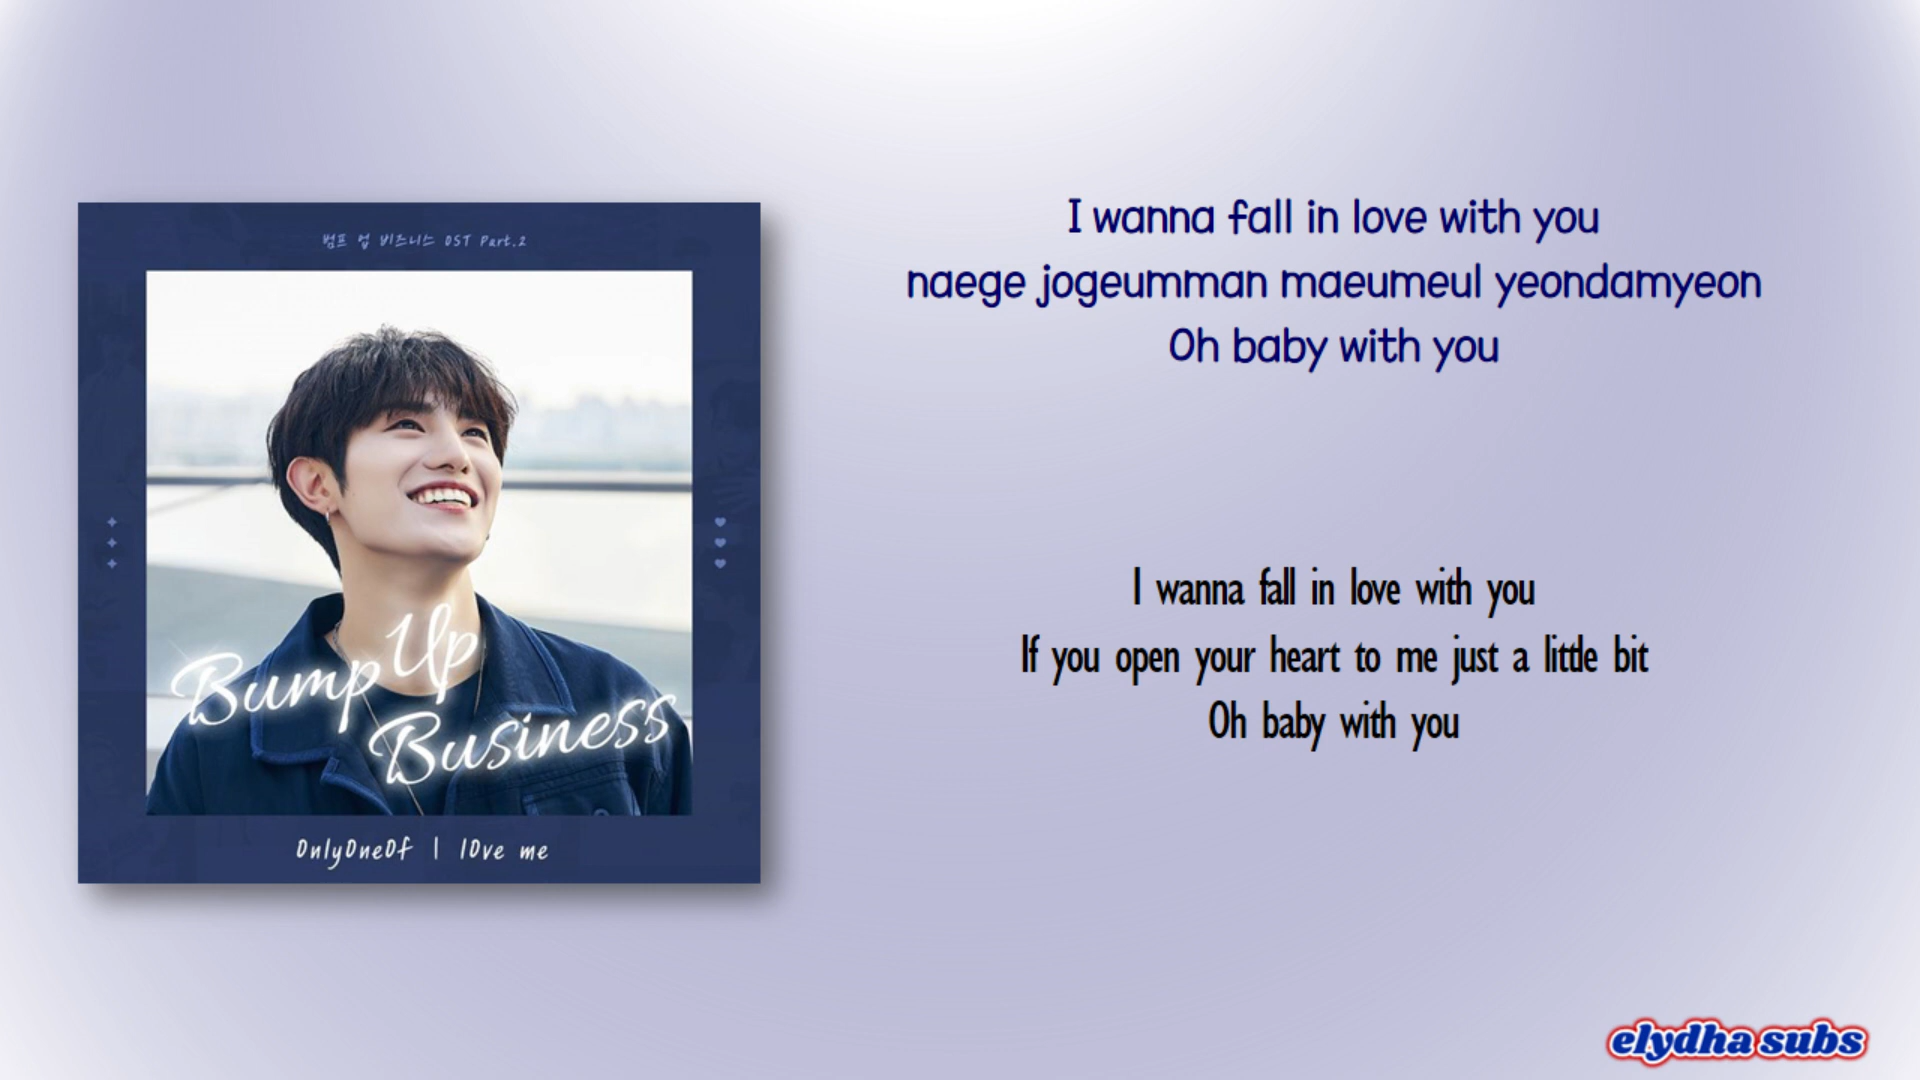 범프 업 비즈니스 OST Part.2
Bump Up
Business
OnlyOneOf | lOve me
I wanna fall in love with you
naege jogeumman maeumeul yeondamyeon
Oh baby with you
I wanna fall in love with you
If you open your heart to me just a little bit
Oh baby with you
elydha subs